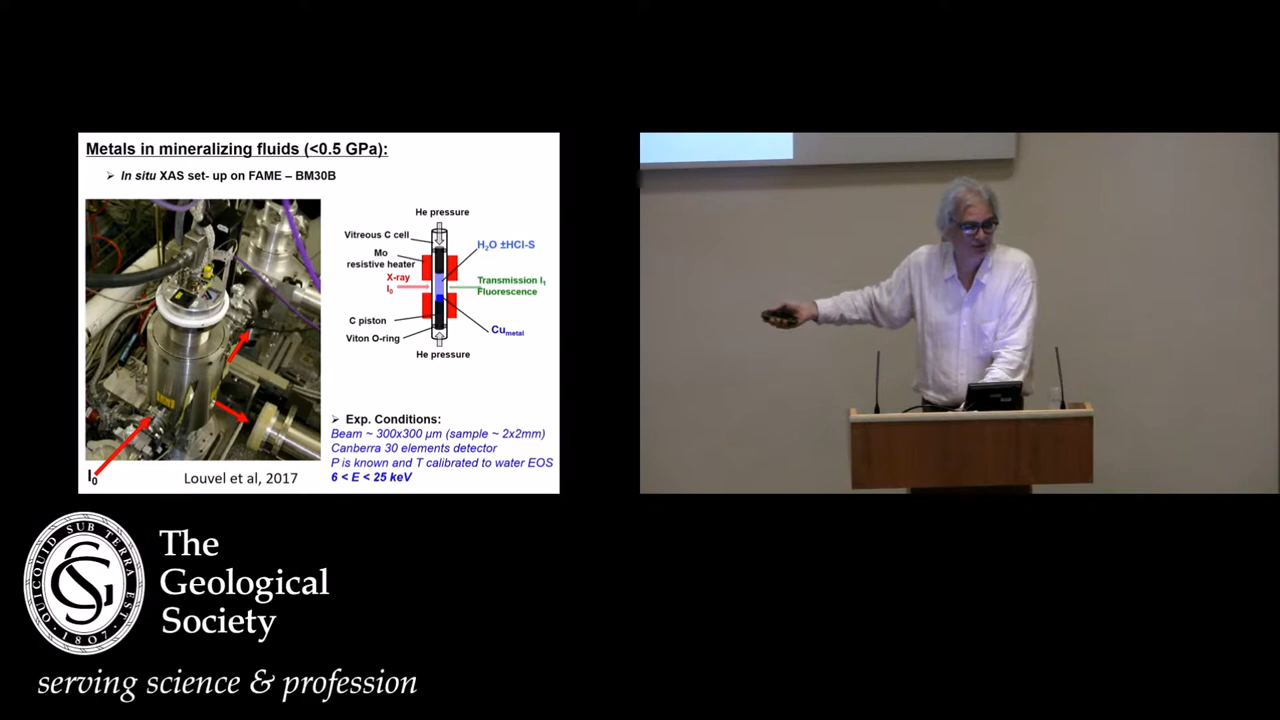 Metals in mineralizing fluids (<0.5 GPa):
➢ In situ XAS set- up on FAME – BM30B
He pressure
Vitreous C cell
H₂O ±HCl-S
Mo
resistive heater
X-ray
I₀
Transmission I₁
Fluorescence
C piston
Cu_metal
Viton O-ring
He pressure
➢ Exp. Conditions:
Beam ~ 300x300 µm (sample ~ 2x2mm)
Canberra 30 elements detector
P is known and T calibrated to water EOS
6 < E < 25 keV
I₀
Louvel et al, 2017
QUICQUID SUB TERRA EST
1807
The
Geological
Society
serving science & profession